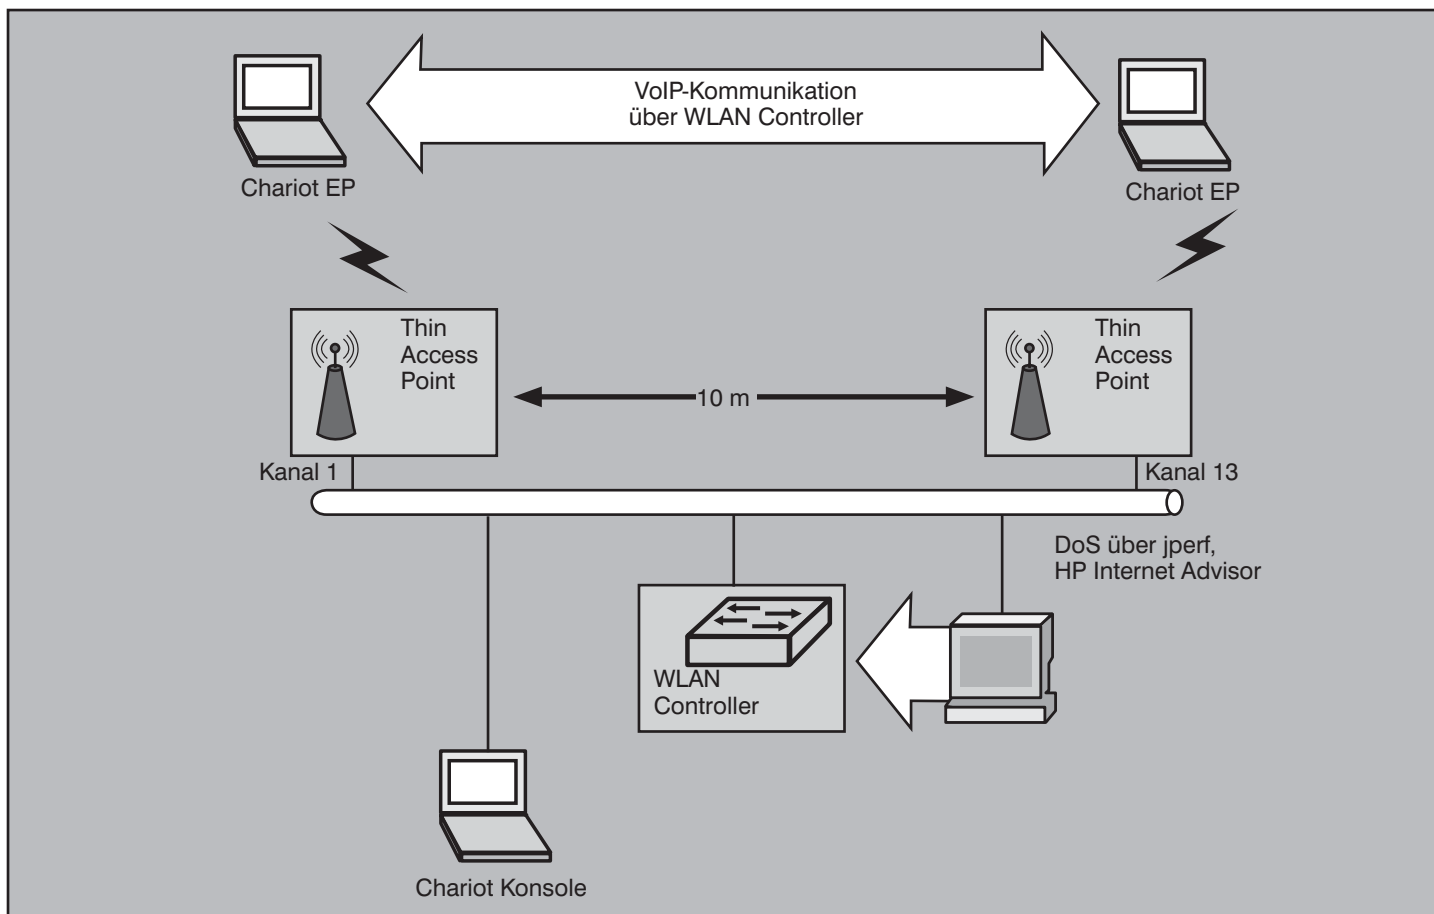 VoIP-Kommunikation
über WLAN Controller
Chariot EP
Chariot EP
Thin
Access
Point
Thin
Access
Point
10 m
Kanal 1
Kanal 13
DoS über jperf,
HP Internet Advisor
WLAN
Controller
Chariot Konsole